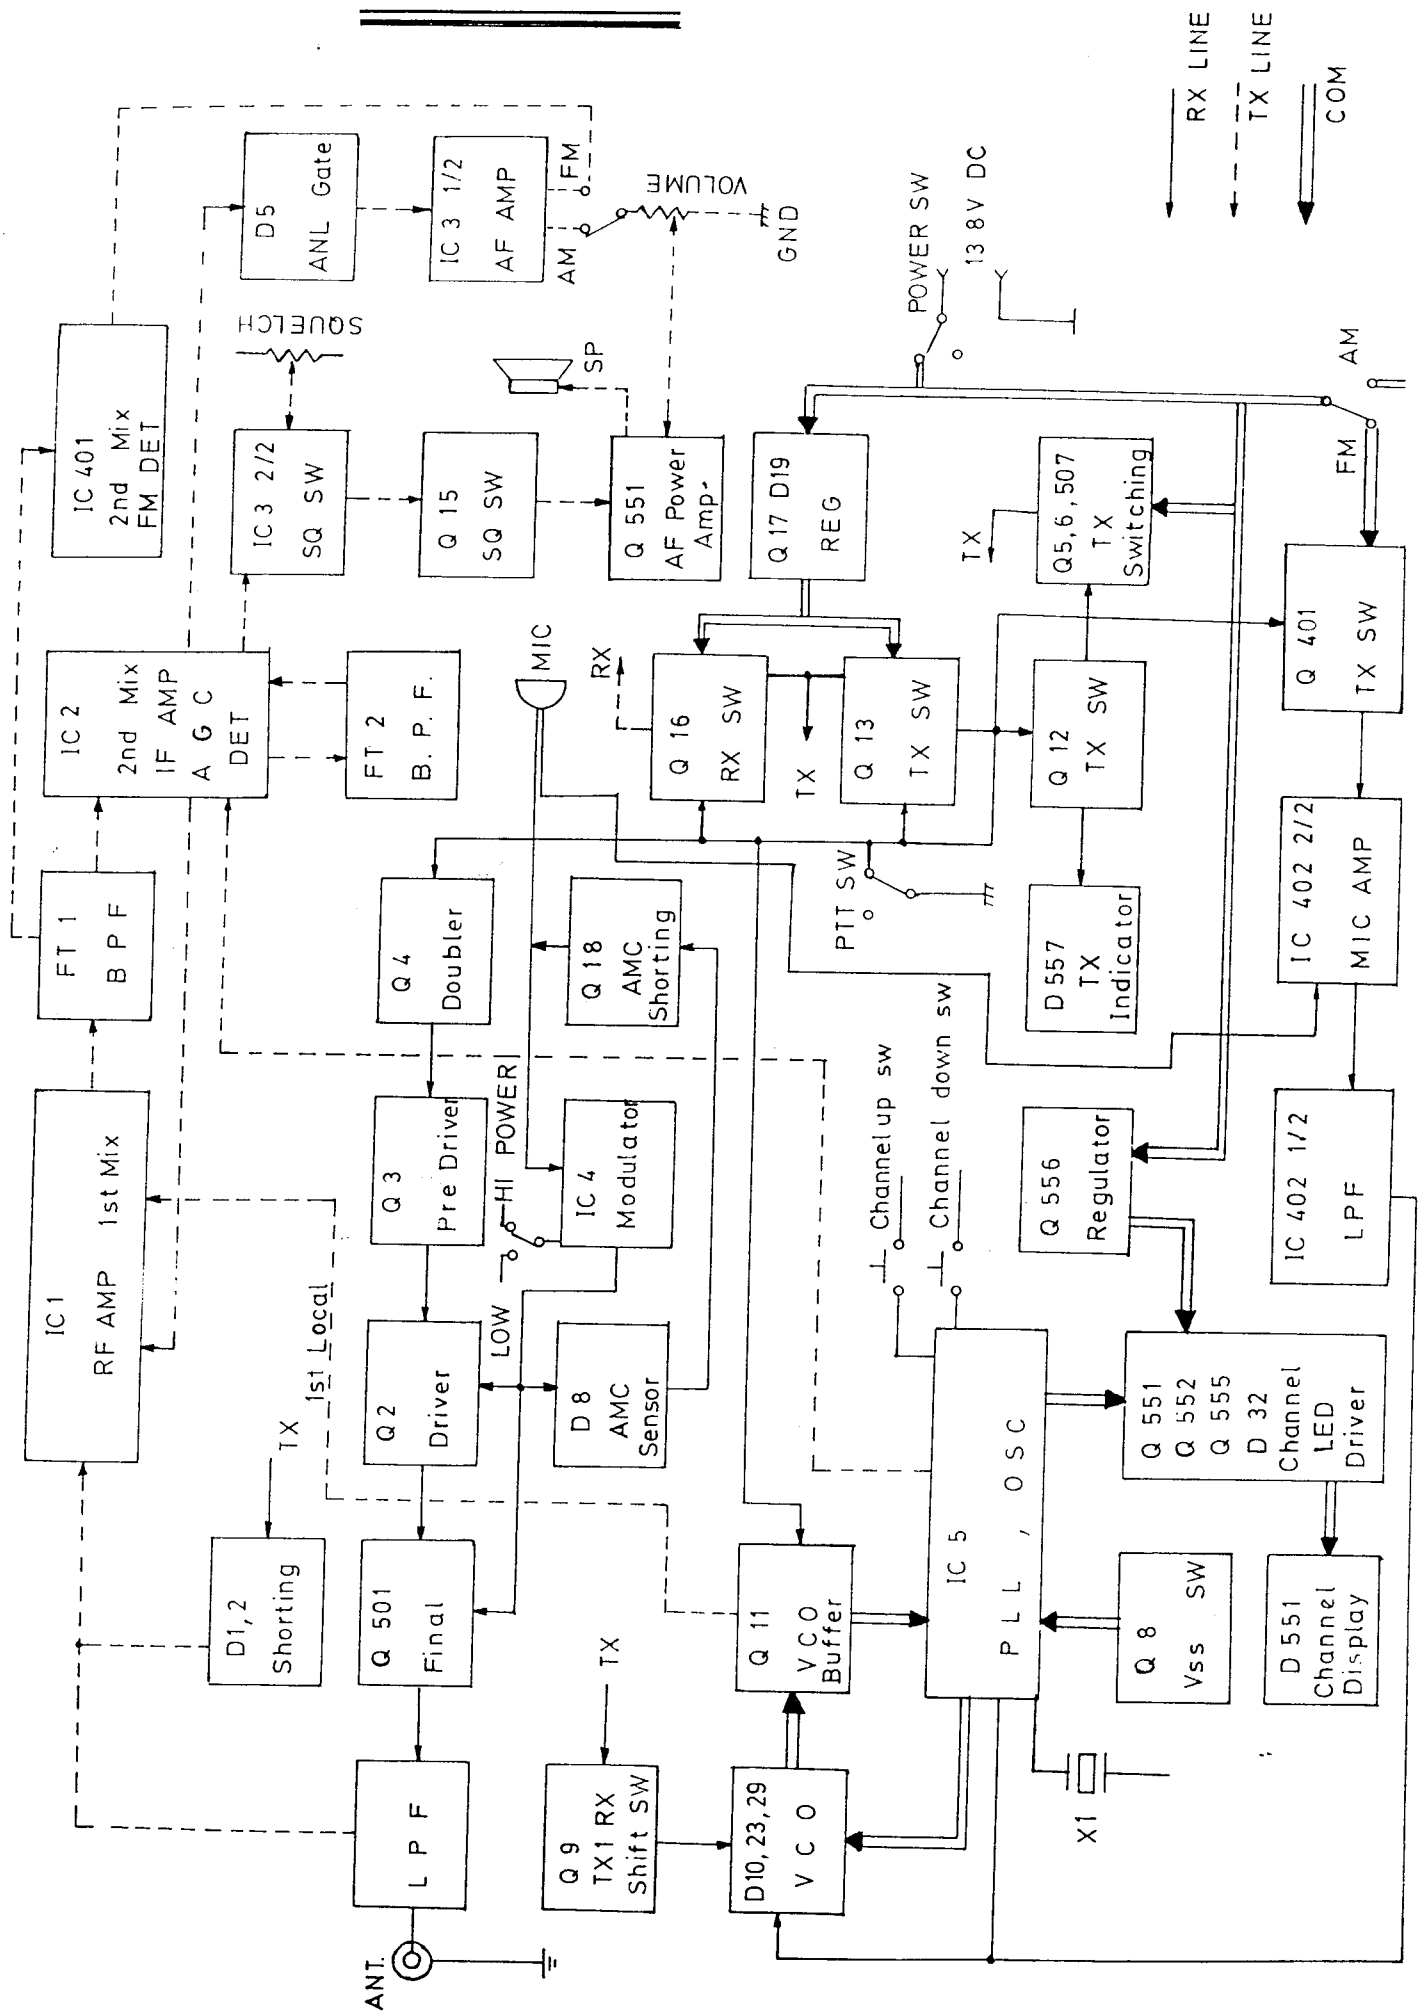 ANT.
L P F
D1, 2
Shorting
TX
IC 1
RF AMP 1st Mix
FT 1
B P F
IC 2
2nd Mix
IF AMP
A G C
DET
FT 2
B. P. F.
IC 401
2nd Mix
FM DET
D5
ANL Gate
IC 3 1/2
AF AMP
AM
FM
VOLUME
GND
SQUELCH
IC3 2/2
SQ SW
Q 15
SQ SW
Q 551
AF Power
Amp.
SP
1st Local
Q 501
Final
Q2
Driver
Q 3
Pre Driver
Q 4
Doubler
LOW
HI POWER
D 8
AMC
Sensor
IC 4
Modulator
Q 18
AMC
Shorting
MIC
RX
Q 16
RX SW
TX
Q 13
TX SW
Q 17 D19
REG
POWER SW
13 8V DC
Q 9
TX1 RX
Shift SW
TX
D10, 23, 29
V C O
Q 11
V C O
Buffer
IC 5
P L L , O S C
Channel up sw
Channel down sw
PTT SW
Q 12
TX SW
TX
Q5, 6, 507
TX
Switching
D 557
TX
Indicator
Q 556
Regulator
X1
Q 8
Vss SW
Q 551
Q 552
Q 555
D 32
Channel
LED
Driver
D 551
Channel
Display
IC 402 1/2
LPF
IC 402 2/2
MIC AMP
Q 401
TX SW
FM
AM
RX LINE
TX LINE
COM